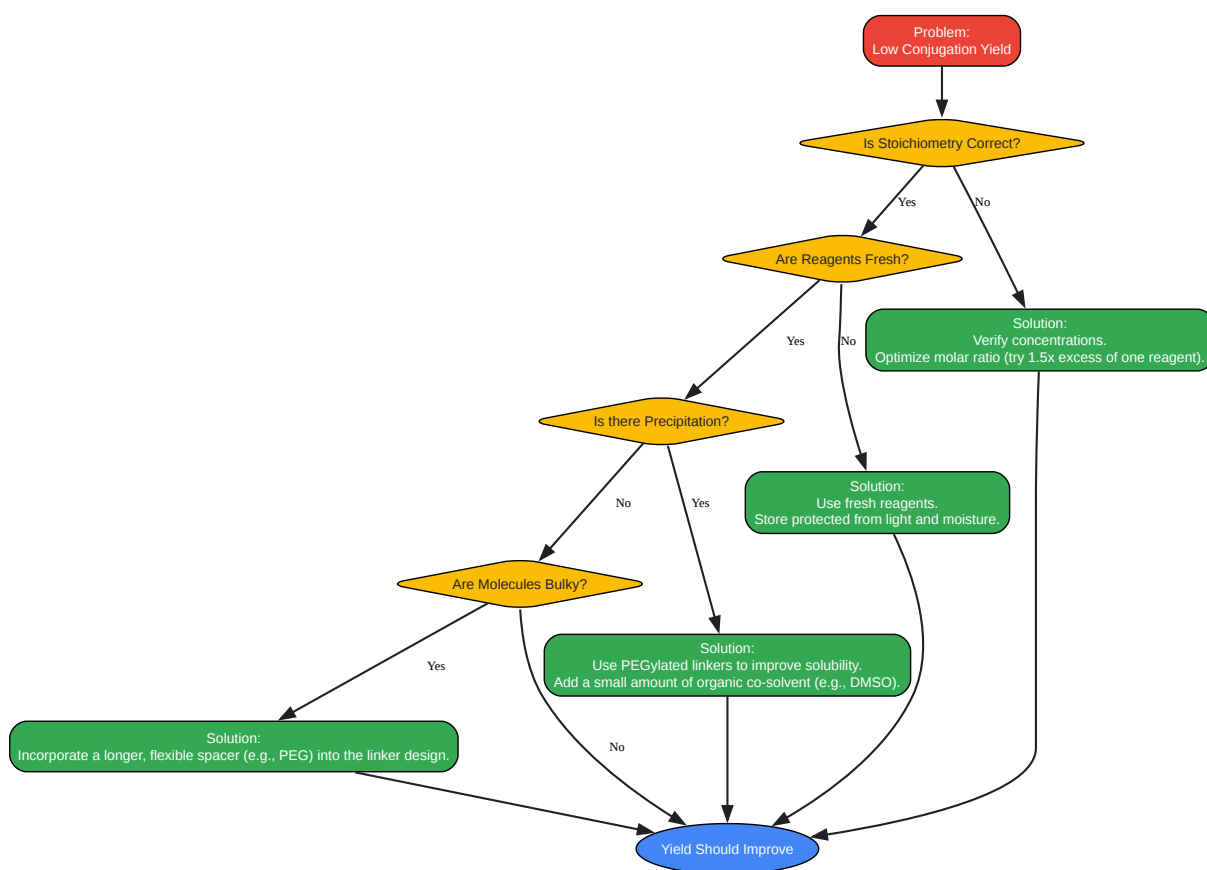 Problem:
Low Conjugation Yield
Is Stoichiometry Correct?
Yes
No
Are Reagents Fresh?
Solution:
Verify concentrations.
Optimize molar ratio (try 1.5x excess of one reagent).
Yes
No
Is there Precipitation?
Solution:
Use fresh reagents.
Store protected from light and moisture.
No
Yes
Are Molecules Bulky?
Solution:
Use PEGylated linkers to improve solubility.
Add a small amount of organic co-solvent (e.g., DMSO).
Yes
Solution:
Incorporate a longer, flexible spacer (e.g., PEG) into the linker design.
No
Yield Should Improve